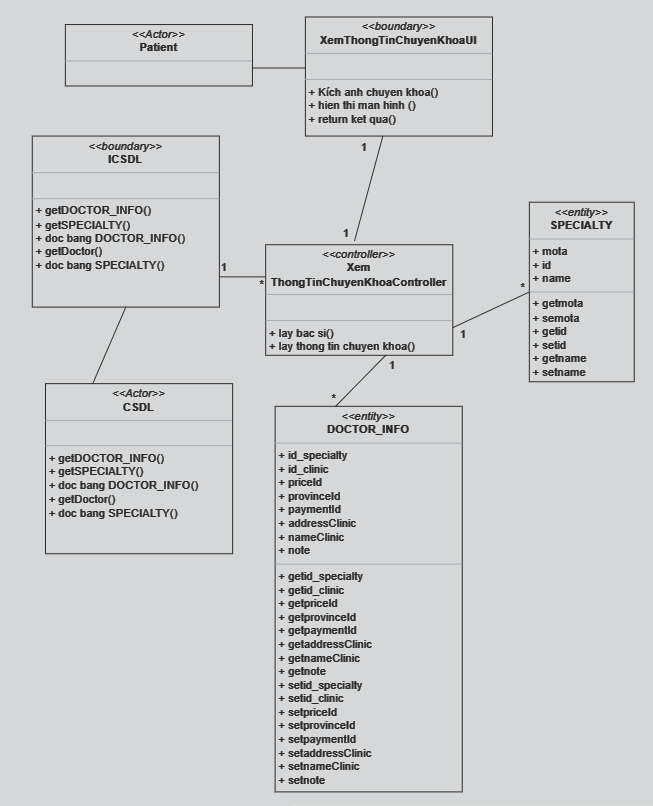 <<Actor>>
Patient
<<boundary>>
XemThongTinChuyenKhoaUI
+ Kích anh chuyen khoa()
+ hien thi man hinh ()
+ return ket qua()
1
1
<<boundary>>
ICSDL
+ getDOCTOR_INFO()
+ getSPECIALTY()
+ doc bang DOCTOR_INFO()
+ getDoctor()
+ doc bang SPECIALTY()
1
*
<<controller>>
Xem
ThongTinChuyenKhoaController
+ lay bac si()
+ lay thong tin chuyen khoa()
1
*
<<entity>>
SPECIALTY
+ mota
+ id
+ name
+ getmota
+ semota
+ getid
+ setid
+ getname
+ setname
1
*
<<Actor>>
CSDL
+ getDOCTOR_INFO()
+ getSPECIALTY()
+ doc bang DOCTOR_INFO()
+ getDoctor()
+ doc bang SPECIALTY()
<<entity>>
DOCTOR_INFO
+ id_specialty
+ id_clinic
+ priceId
+ provinceId
+ paymentId
+ addressClinic
+ nameClinic
+ note
+ getid_specialty
+ getid_clinic
+ getpriceId
+ getprovinceId
+ getpaymentId
+ getaddressClinic
+ getnameClinic
+ getnote
+ setid_specialty
+ setid_clinic
+ setpriceId
+ setprovinceId
+ setpaymentId
+ setaddressClinic
+ setnameClinic
+ setnote